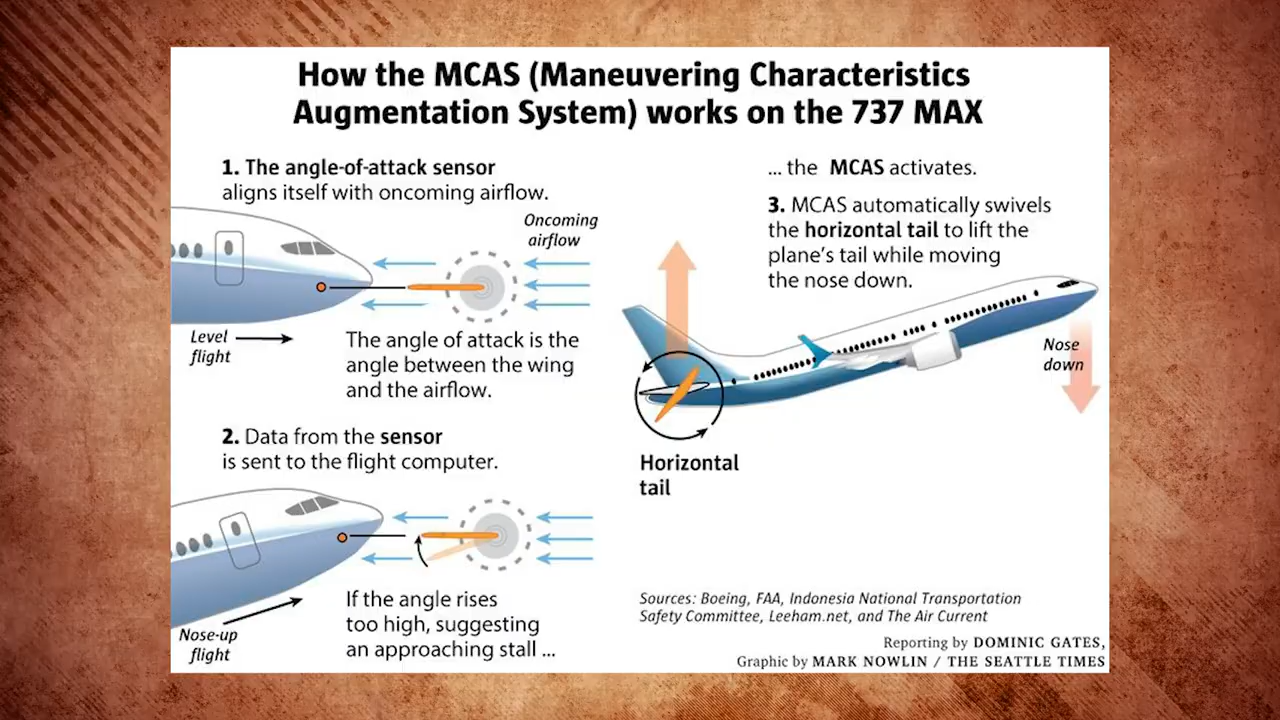 How the MCAS (Maneuvering Characteristics
Augmentation System) works on the 737 MAX
1. The angle-of-attack sensor
aligns itself with oncoming airflow.
Oncoming
airflow
Level
flight
The angle of attack is the
angle between the wing
and the airflow.
2. Data from the sensor
is sent to the flight computer.
Nose-up
flight
If the angle rises
too high, suggesting
an approaching stall ...
... the MCAS activates.
3. MCAS automatically swivels
the horizontal tail to lift the
plane's tail while moving
the nose down.
Nose
down
Horizontal
tail
Sources: Boeing, FAA, Indonesia National Transportation
Safety Committee, Leeham.net, and The Air Current
Reporting by DOMINIC GATES,
Graphic by MARK NOWLIN / THE SEATTLE TIMES